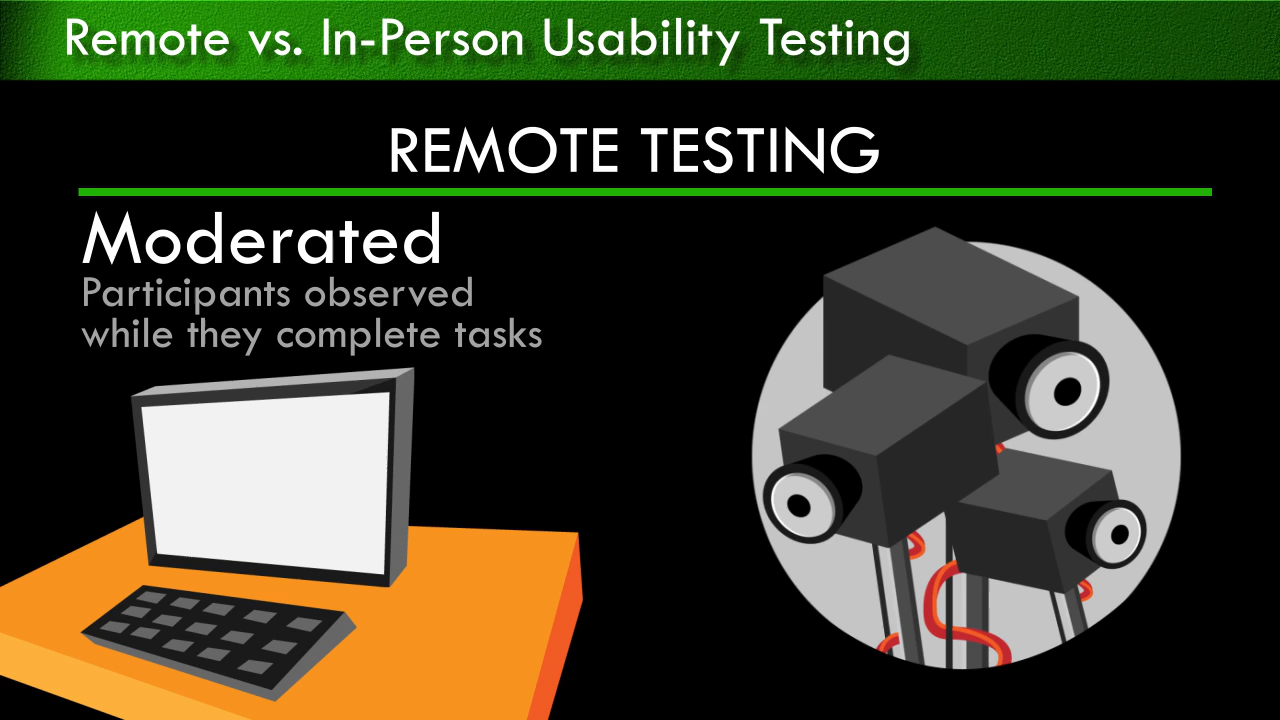 Remote vs. In-Person Usability Testing
REMOTE TESTING
Moderated
Participants observed
while they complete tasks